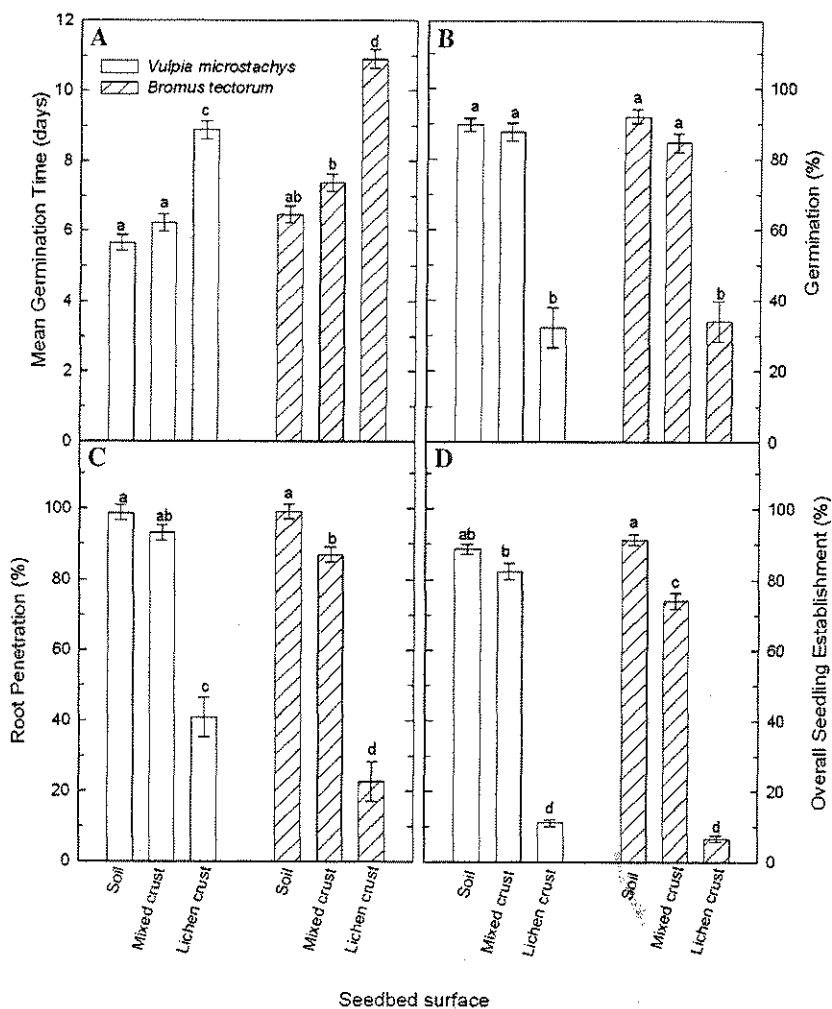 A
Vulpia microstachys
Bromus tectorum
Mean Germination Time (days)
12
10
8
6
4
2
0
a
a
c
ab
b
d
B
a
a
b
a
a
b
100
80
60
40
20
0
Germination (%)
C
Root Penetration (%)
100
80
60
40
20
0
a
ab
c
a
b
d
D
ab
b
d
a
c
d
100
80
60
40
20
0
Overall Seedling Establishment (%)
Soil
Mixed crust
Lichen crust
Soil
Mixed crust
Lichen crust
Soil
Mixed crust
Lichen crust
Soil
Mixed crust
Lichen crust
Seedbed surface